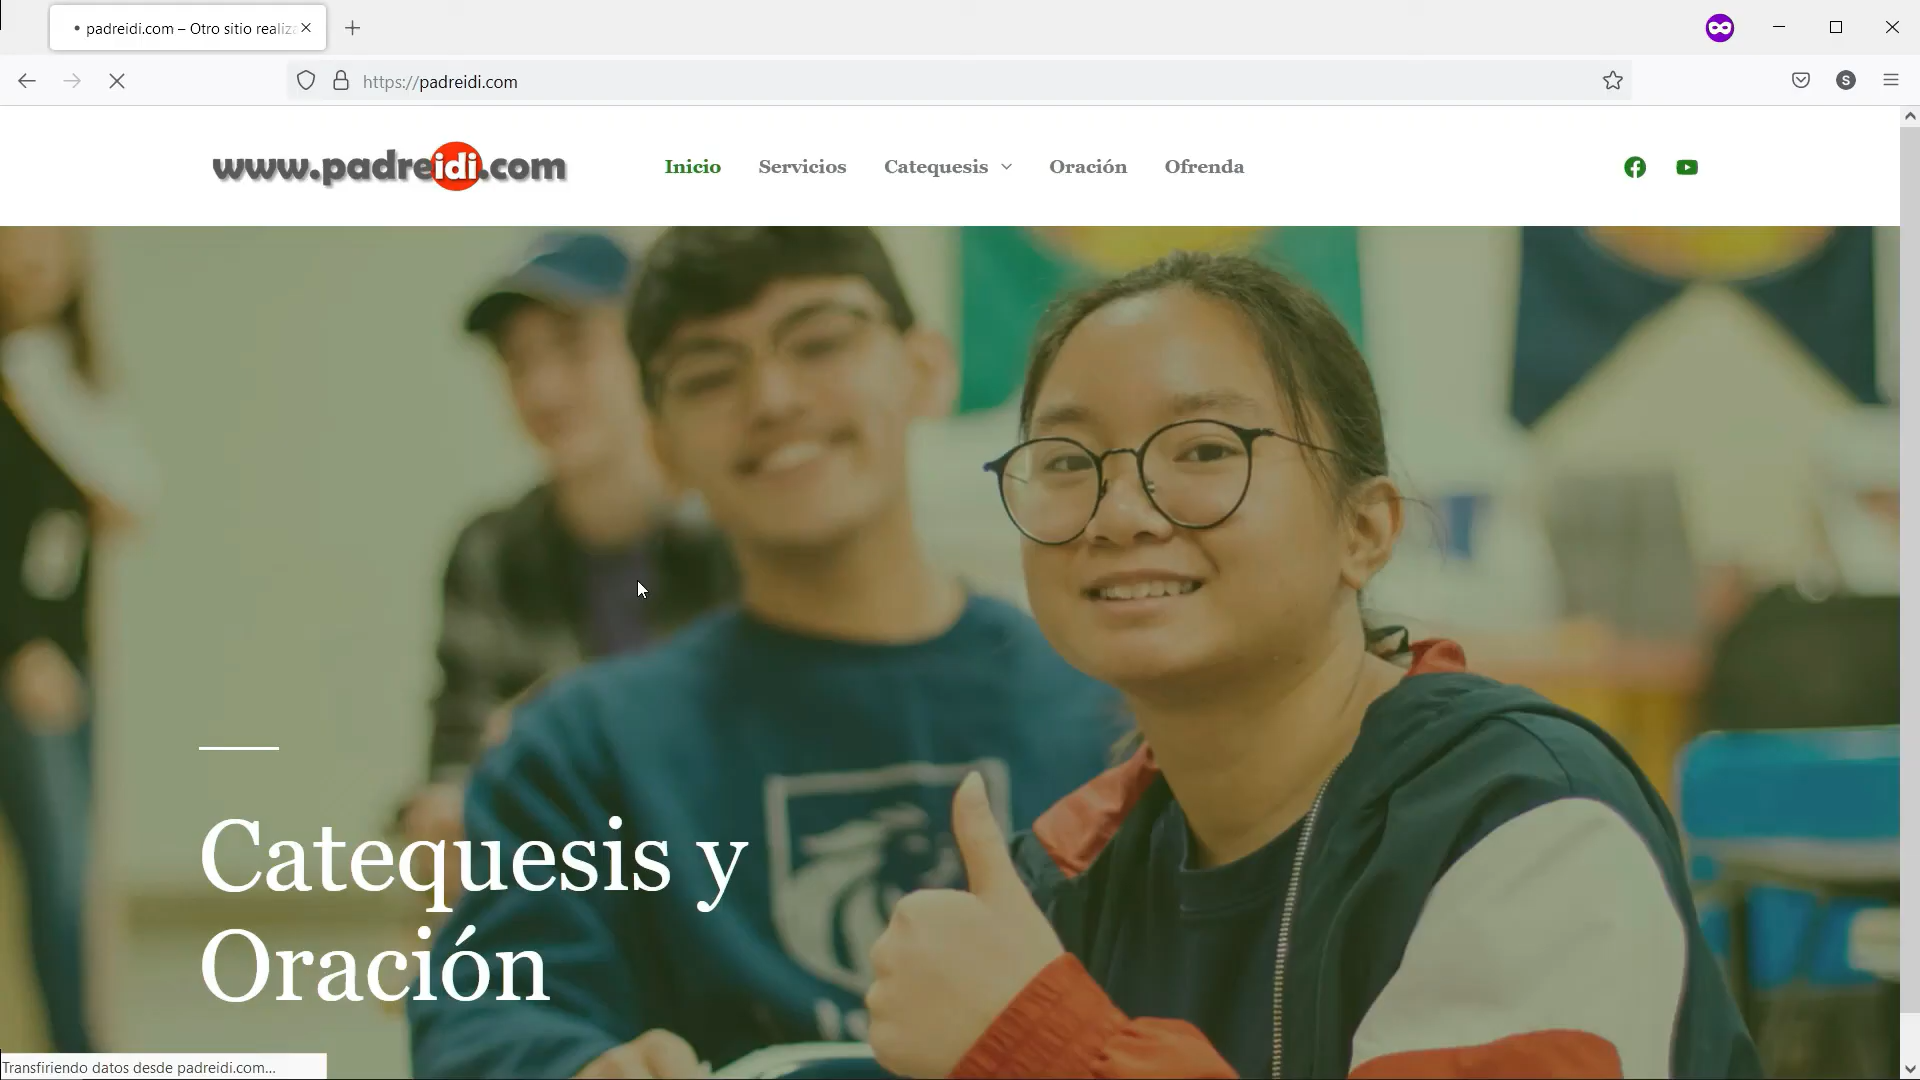 padreidi.com – Otro sitio realiza
https://padreidi.com
S
www.padreidi.com
Inicio
Servicios
Catequesis
Oración
Ofrenda
Catequesis y
Oración
Transfiriendo datos desde padreidi.com...